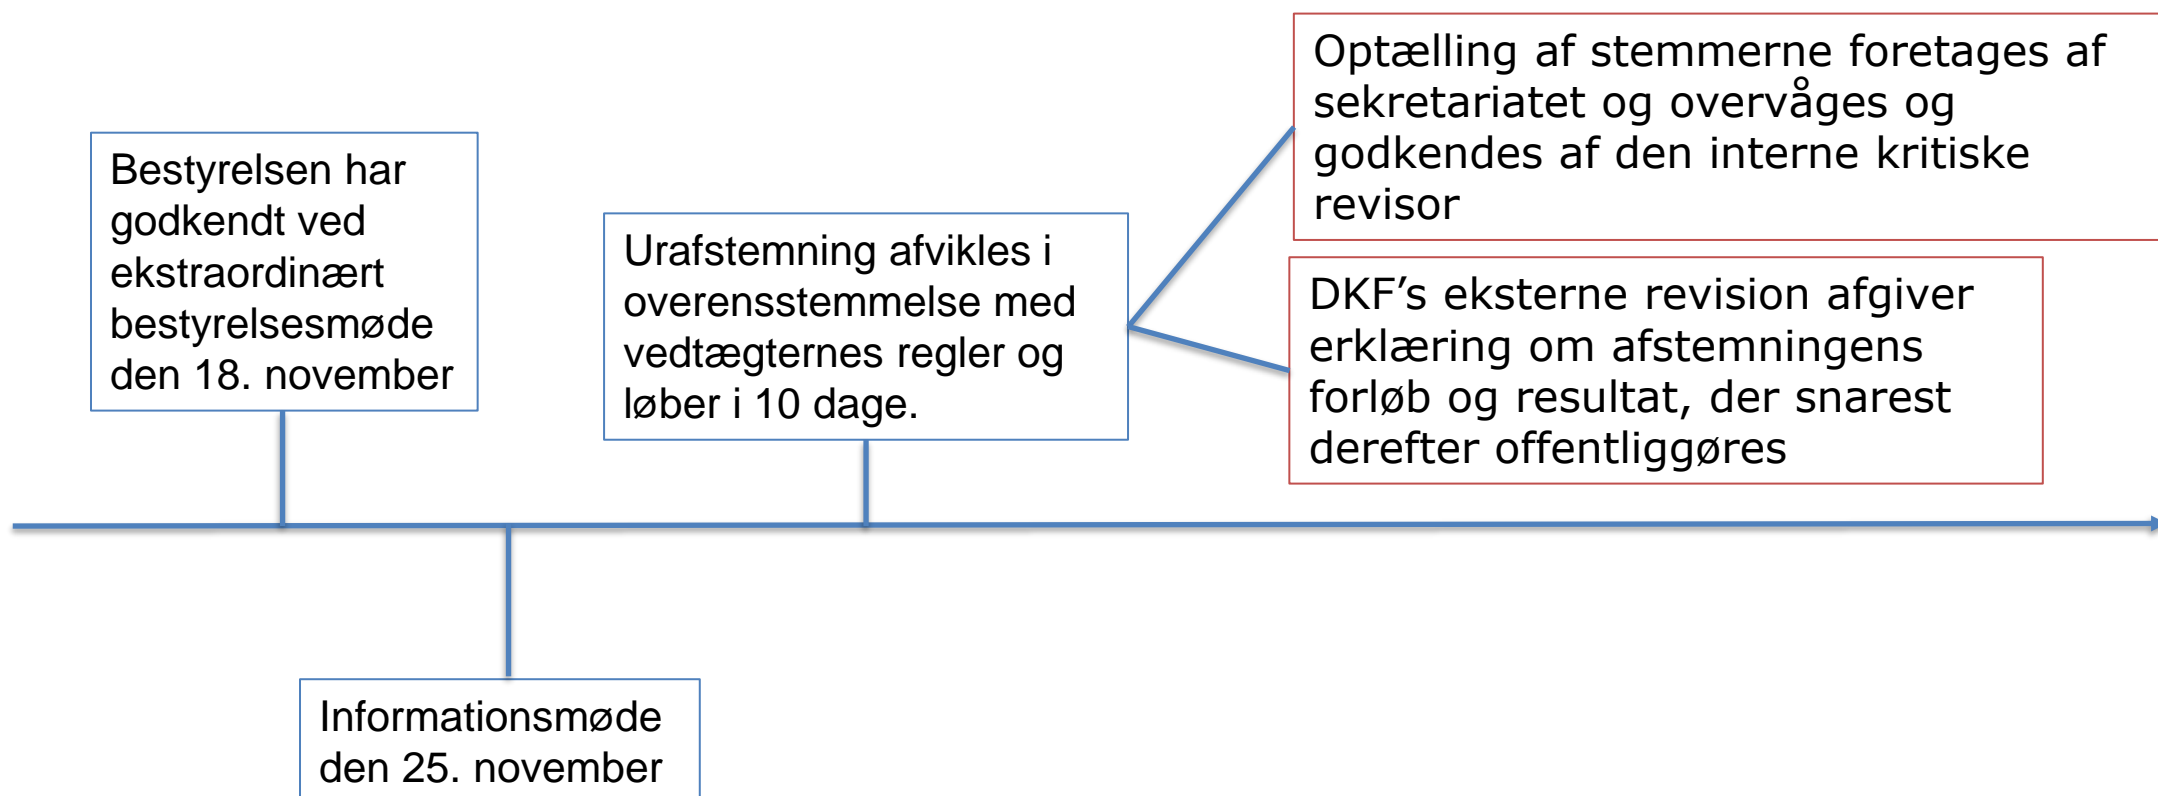 Bestyrelsen har
godkendt ved
ekstraordinært
bestyrelsesmøde
den 18. november
Informationsmøde
den 25. november
Urafstemning afvikles i
overensstemmelse med
vedtægternes regler og
løber i 10 dage.
Optælling af stemmerne foretages af
sekretariatet og overvåges og
godkendes af den interne kritiske
revisor
DKF’s eksterne revision afgiver
erklæring om afstemningens
forløb og resultat, der snarest
derefter offentliggøres